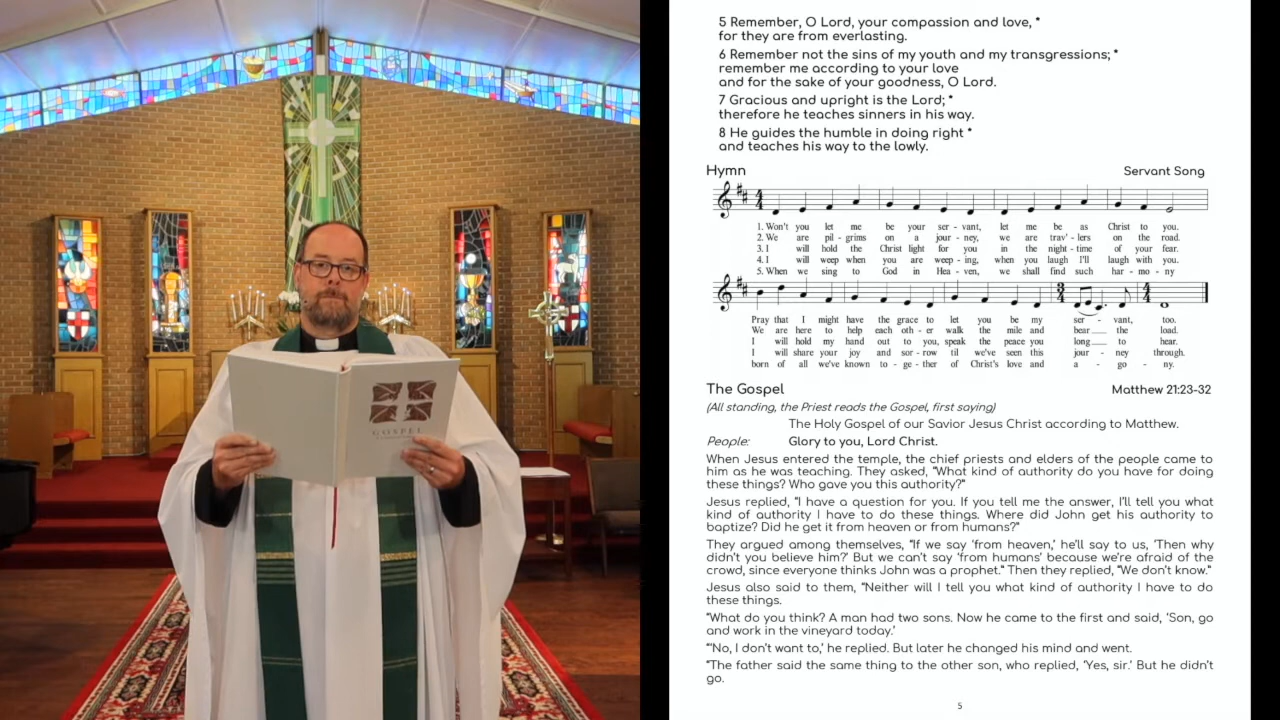 GOSPEL
5 Remember, O Lord, your compassion and love, *
for they are from everlasting.
6 Remember not the sins of my youth and my transgressions; *
remember me according to your love
and for the sake of your goodness, O Lord.
7 Gracious and upright is the Lord; *
therefore he teaches sinners in his way.
8 He guides the humble in doing right *
and teaches his way to the lowly.
Hymn Servant Song
1. Won't you let me be your ser - vant, let me be as Christ to you.
2. We are pil - grims on a jour - ney, we are trav' - lers on the road.
3. I will hold the Christ light for you in the night - time of your fear.
4. I will weep when you are weep - ing, when you laugh I'll laugh with you.
5. When we sing to God in Hea - ven, we shall find such har - mo - ny
Pray that I might have the grace to let you be my ser - vant, too.
We are here to help each oth - er walk the mile and bear the load.
I will hold my hand out to you, speak the peace you long to hear.
I will share your joy and sor - row til we've seen this jour - ney through.
born of all we've known to - ge - ther of Christ's love and a - go - ny.
The Gospel Matthew 21:23-32
(All standing, the Priest reads the Gospel, first saying)
The Holy Gospel of our Savior Jesus Christ according to Matthew.
People: Glory to you, Lord Christ.
When Jesus entered the temple, the chief priests and elders of the people came to
him as he was teaching. They asked, “What kind of authority do you have for doing
these things? Who gave you this authority?”
Jesus replied, “I have a question for you. If you tell me the answer, I’ll tell you what
kind of authority I have to do these things. Where did John get his authority to
baptize? Did he get it from heaven or from humans?”
They argued among themselves, “If we say ‘from heaven,’ he’ll say to us, ‘Then why
didn’t you believe him?’ But we can’t say ‘from humans’ because we’re afraid of the
crowd, since everyone thinks John was a prophet.” Then they replied, “We don’t know.”
Jesus also said to them, “Neither will I tell you what kind of authority I have to do
these things.
“What do you think? A man had two sons. Now he came to the first and said, ‘Son, go
and work in the vineyard today.’
“‘No, I don’t want to,’ he replied. But later he changed his mind and went.
“The father said the same thing to the other son, who replied, ‘Yes, sir.’ But he didn’t
go.
5